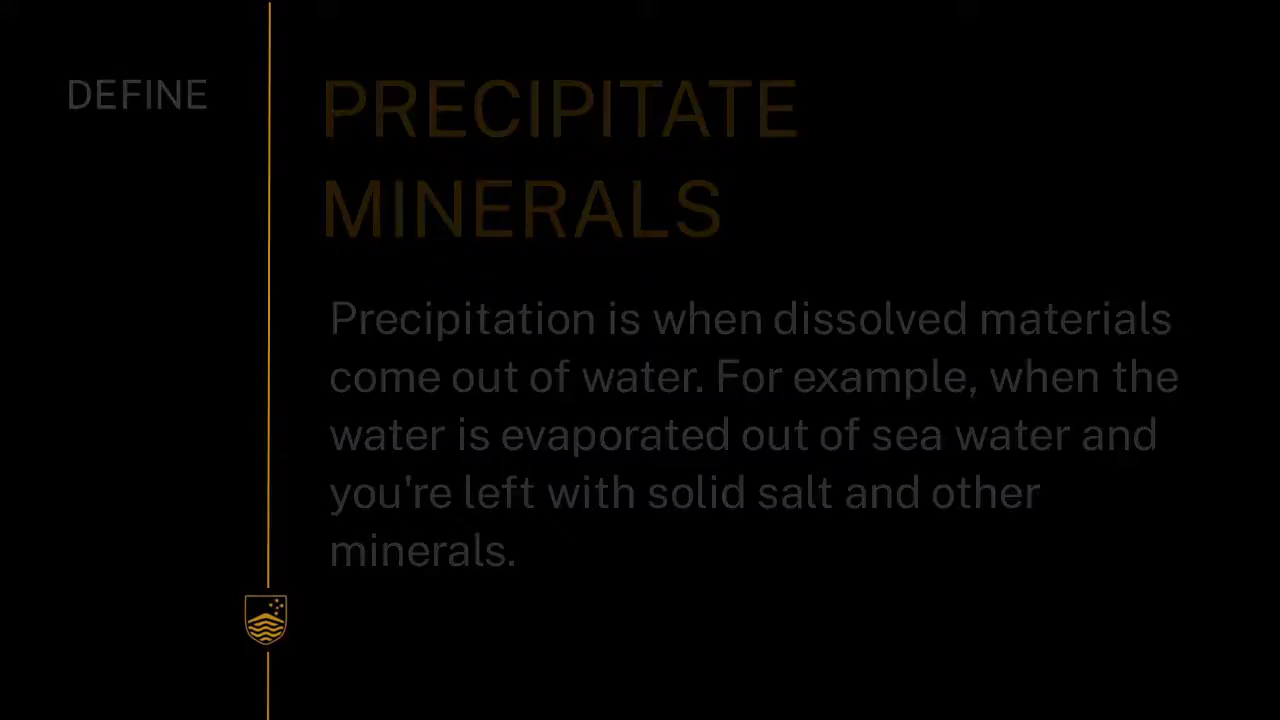 DEFINE
PRECIPITATE
MINERALS
Precipitation is when dissolved materials
come out of water. For example, when the
water is evaporated out of sea water and
you're left with solid salt and other
minerals.